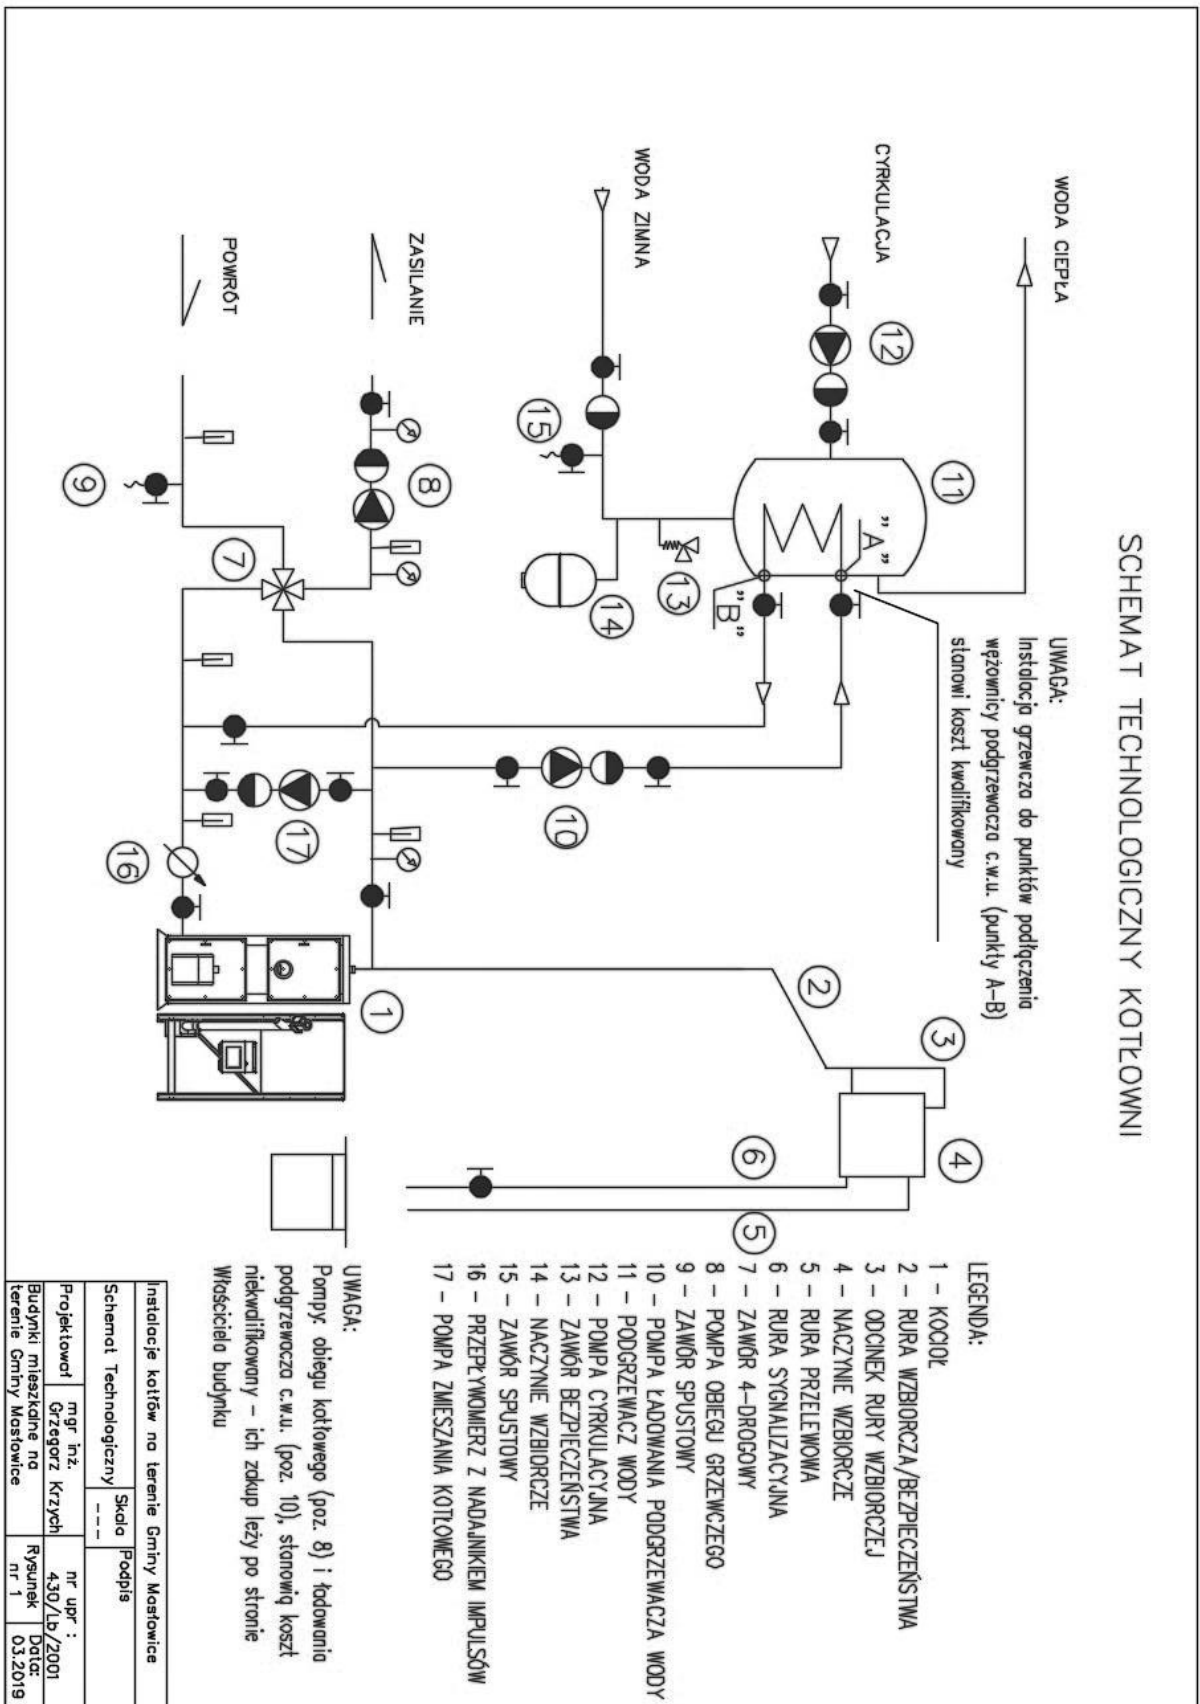 SCHEMAT TECHNOLOGICZNY KOTŁOWNI
WODA CIEPŁA
CYRKULACJA
WODA ZIMNA
ZASILANIE
POWRÓT
UWAGA:
Instalacja grzewcza do punktów podłączenia
wężownicy podgrzewacza c.w.u. (punkty A–B)
stanowi koszt kwalifikowany
"A"
"B"
12
11
15
13
14
8
9
7
10
17
16
1
2
3
4
6
5
LEGENDA:
1 – KOCIOŁ
2 – RURA WZBIORCZA/BEZPIECZEŃSTWA
3 – ODCINEK RURY WZBIORCZEJ
4 – NACZYNIE WZBIORCZE
5 – RURA PRZELEWOWA
6 – RURA SYGNALIZACYJNA
7 – ZAWÓR 4–DROGOWY
8 – POMPA OBIEGU GRZEWCZEGO
9 – ZAWÓR SPUSTOWY
10 – POMPA ŁADOWANIA PODGRZEWACZA WODY
11 – PODGRZEWACZ WODY
12 – POMPA CYRKULACYJNA
13 – ZAWÓR BEZPIECZEŃSTWA
14 – NACZYNIE WZBIORCZE
15 – ZAWÓR SPUSTOWY
16 – PRZEPŁYWOMIERZ Z NADAJNIKIEM IMPULSÓW
17 – POMPA ZMIESZANIA KOTŁOWEGO
UWAGA:
Pompy: obiegu kotłowego (poz. 8) i ładowania
podgrzewacza c.w.u. (poz. 10), stanowią koszt
niekwalifikowany – ich zakup leży po stronie
Właściciela budynku
Instalacje kotłów na terenie Gminy Masłowice
Schemat Technologiczny
Skala
– – –
Podpis
Projektował
mgr inż.
Grzegorz Krzych
nr upr :
430/Lb/2001
Budynki mieszkalne na
terenie Gminy Masłowice
Rysunek
nr 1
Data:
03.2019